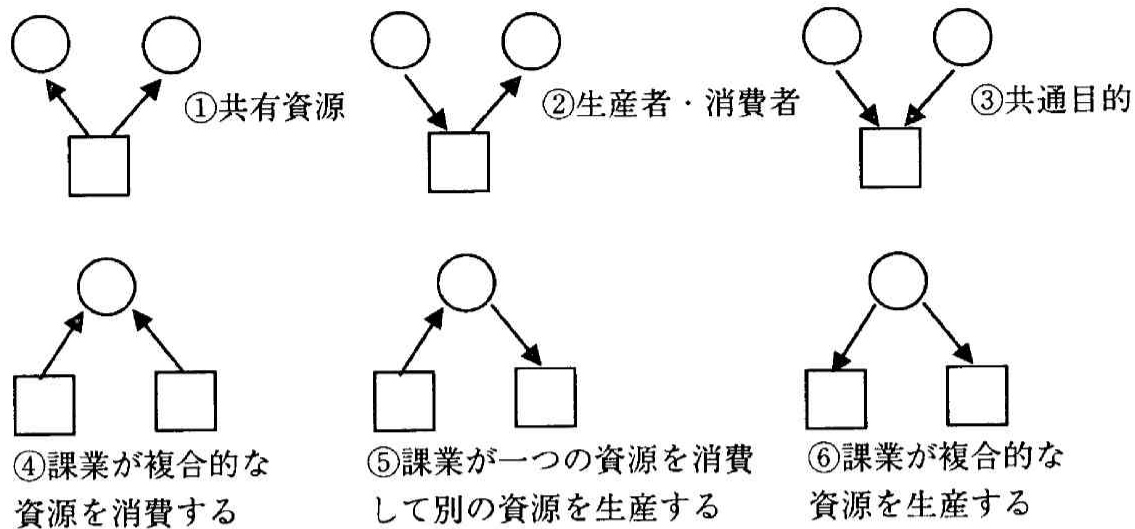 ①共有資源
②生産者・消費者
③共通目的
④課業が複合的な
資源を消費する
⑤課業が一つの資源を消費
して別の資源を生産する
⑥課業が複合的な
資源を生産する